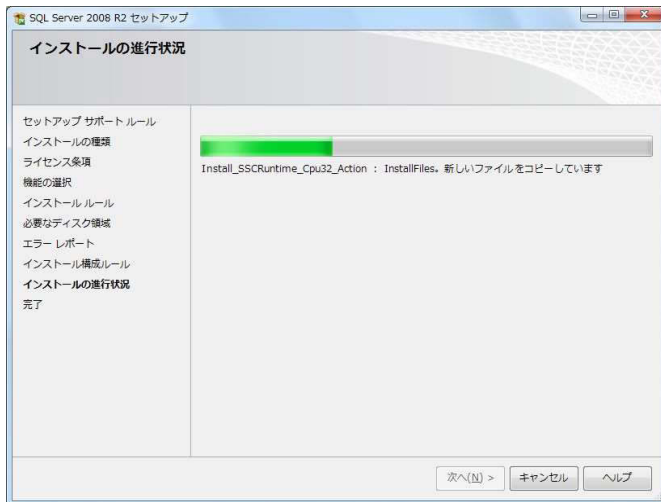 SQL Server 2008 R2 セットアップ
インストールの進行状況
セットアップ サポート ルール
インストールの種類
ライセンス条項
機能の選択
インストール ルール
必要なディスク領域
エラー レポート
インストール構成ルール
インストールの進行状況
完了
Install_SSCRuntime_Cpu32_Action : InstallFiles。新しいファイルをコピーしています
次へ(N) >
キャンセル
ヘルプ